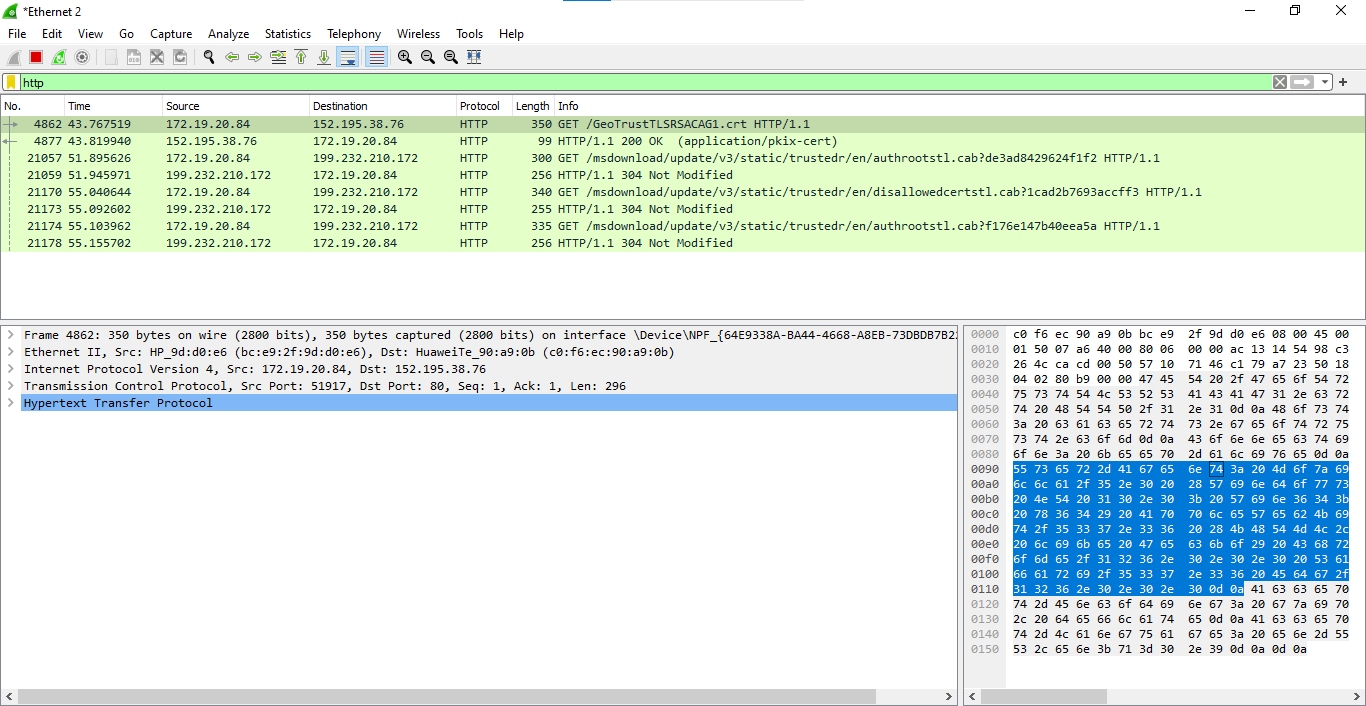 *Ethernet 2
File Edit View Go Capture Analyze Statistics Telephony Wireless Tools Help
http
No. Time Source Destination Protocol Length Info
4862 43.767519 172.19.20.84 152.195.38.76 HTTP 350 GET /GeoTrustTLSRSACAG1.crt HTTP/1.1
4877 43.819940 152.195.38.76 172.19.20.84 HTTP 99 HTTP/1.1 200 OK (application/pkix-cert)
21057 51.895626 172.19.20.84 199.232.210.172 HTTP 300 GET /msdownload/update/v3/static/trustedr/en/authrootstl.cab?de3ad8429624f1f2 HTTP/1.1
21059 51.945971 199.232.210.172 172.19.20.84 HTTP 256 HTTP/1.1 304 Not Modified
21170 55.040644 172.19.20.84 199.232.210.172 HTTP 340 GET /msdownload/update/v3/static/trustedr/en/disallowedcertstl.cab?1cad2b7693accff3 HTTP/1.1
21173 55.092602 199.232.210.172 172.19.20.84 HTTP 255 HTTP/1.1 304 Not Modified
21174 55.103962 172.19.20.84 199.232.210.172 HTTP 335 GET /msdownload/update/v3/static/trustedr/en/authrootstl.cab?f176e147b40eea5a HTTP/1.1
21178 55.155702 199.232.210.172 172.19.20.84 HTTP 256 HTTP/1.1 304 Not Modified
Frame 4862: 350 bytes on wire (2800 bits), 350 bytes captured (2800 bits) on interface \Device\NPF_{64E9338A-BA44-4668-A8EB-73DBDB7B2
Ethernet II, Src: HP_9d:d0:e6 (bc:e9:2f:9d:d0:e6), Dst: HuaweiTe_90:a9:0b (c0:f6:ec:90:a9:0b)
Internet Protocol Version 4, Src: 172.19.20.84, Dst: 152.195.38.76
Transmission Control Protocol, Src Port: 51917, Dst Port: 80, Seq: 1, Ack: 1, Len: 296
Hypertext Transfer Protocol
0000 c0 f6 ec 90 a9 0b bc e9 2f 9d d0 e6 08 00 45 00
0010 01 50 07 a6 40 00 80 06 00 00 ac 13 14 54 98 c3
0020 26 4c ca cd 00 50 57 10 71 46 c1 79 a7 23 50 18
0030 04 02 80 b9 00 00 47 45 54 20 2f 47 65 6f 54 72
0040 75 73 74 54 4c 53 52 53 41 43 41 47 31 2e 63 72
0050 74 20 48 54 54 50 2f 31 2e 31 0d 0a 48 6f 73 74
0060 3a 20 63 61 63 65 72 74 73 2e 67 65 6f 74 72 75
0070 73 74 2e 63 6f 6d 0d 0a 43 6f 6e 6e 65 63 74 69
0080 6f 6e 3a 20 6b 65 65 70 2d 61 6c 69 76 65 0d 0a
0090 55 73 65 72 2d 41 67 65 6e 74 3a 20 4d 6f 7a 69
00a0 6c 6c 61 2f 35 2e 30 20 28 57 69 6e 64 6f 77 73
00b0 20 4e 54 20 31 30 2e 30 3b 20 57 69 6e 36 34 3b
00c0 20 78 36 34 29 20 41 70 70 6c 65 57 65 62 4b 69
00d0 74 2f 35 33 37 2e 33 36 20 28 4b 48 54 4d 4c 2c
00e0 20 6c 69 6b 65 20 47 65 63 6b 6f 29 20 43 68 72
00f0 6f 6d 65 2f 31 32 36 2e 30 2e 30 2e 30 20 53 61
0100 66 61 72 69 2f 35 33 37 2e 33 36 20 45 64 67 2f
0110 31 32 36 2e 30 2e 30 2e 30 0d 0a 41 63 63 65 70
0120 74 2d 45 6e 63 6f 64 69 6e 67 3a 20 67 7a 69 70
0130 2c 20 64 65 66 6c 61 74 65 0d 0a 41 63 63 65 70
0140 74 2d 4c 61 6e 67 75 61 67 65 3a 20 65 6e 2d 55
0150 53 2c 65 6e 3b 71 3d 30 2e 39 0d 0a 0d 0a